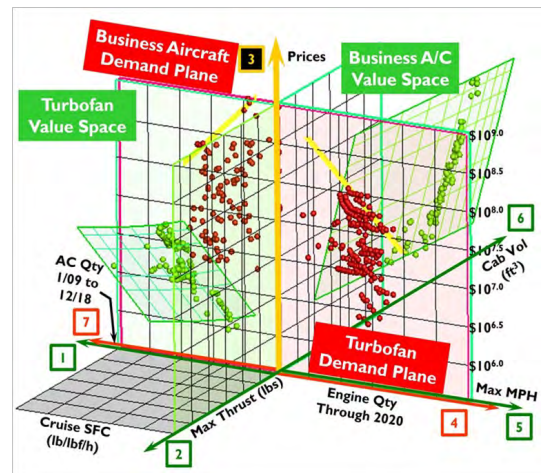 Business Aircraft
Demand Plane
3
Prices
Business A/C
Value Space
Turbofan
Value Space
$10^9.0
$10^8.5
$10^8.0
$10^7.5
$10^7.0
$10^6.5
$10^6.0
6
Cab Vol
(ft³)
AC Qty
1/09 to
12/18
7
1
Turbofan
Demand Plane
Max Thrust (lbs)
Engine Qty
Through 2020
Max MPH
4
5
Cruise SFC
(lb/lbf/h)
2